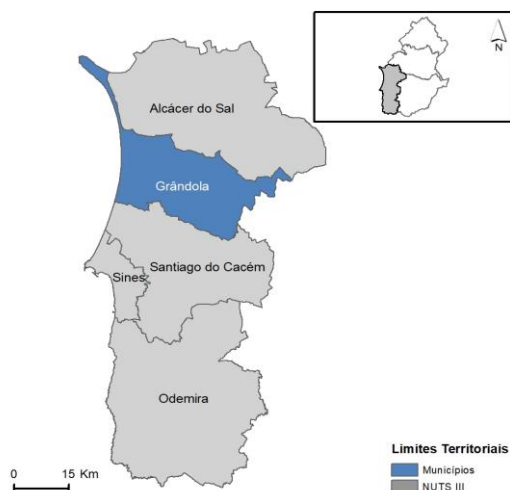 N
Alcácer do Sal
Grândola
Santiago do Cacém
Sines
Odemira
0 15 Km
Limites Territoriais
Municípios
NUTS III